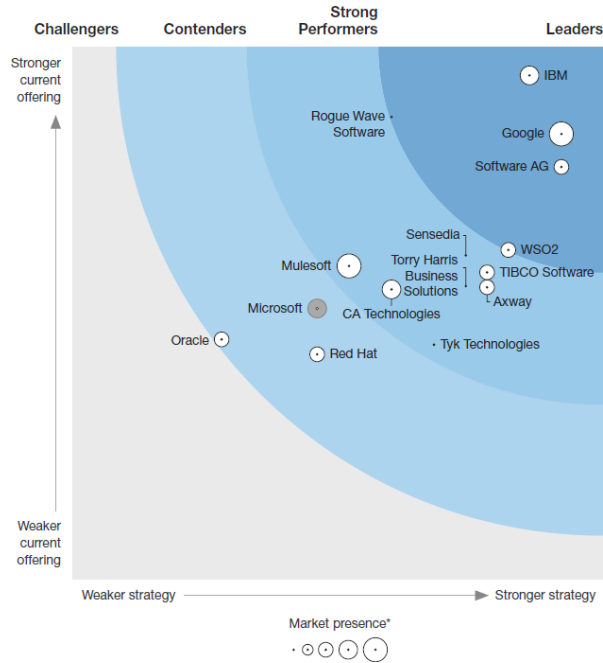 Challengers
Contenders
Strong
Performers
Leaders
Stronger
current
offering
IBM
Rogue Wave
Software
Google
Software AG
Sensedia
WSO2
Mulesoft
Torry Harris
Business
Solutions
TIBCO Software
Axway
Microsoft
CA Technologies
Oracle
Red Hat
Tyk Technologies
Weaker
current
offering
Weaker strategy
Stronger strategy
Market presence*